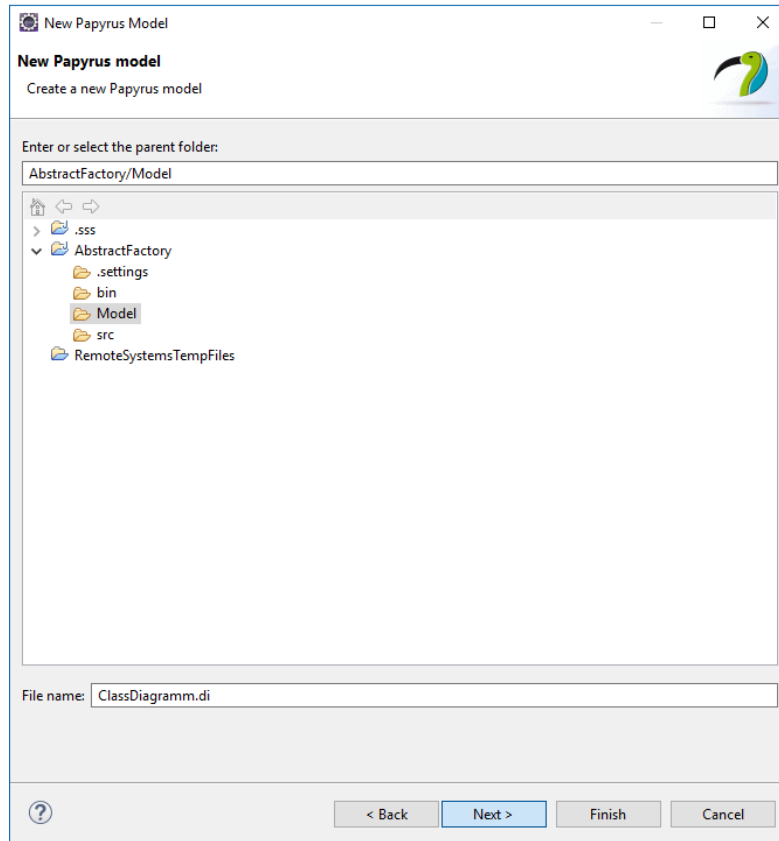 New Papyrus Model
New Papyrus model
Create a new Papyrus model
Enter or select the parent folder:
AbstractFactory/Model
.sss
AbstractFactory
.settings
bin
Model
src
RemoteSystemsTempFiles
File name: ClassDiagramm.di
? < Back Next > Finish Cancel